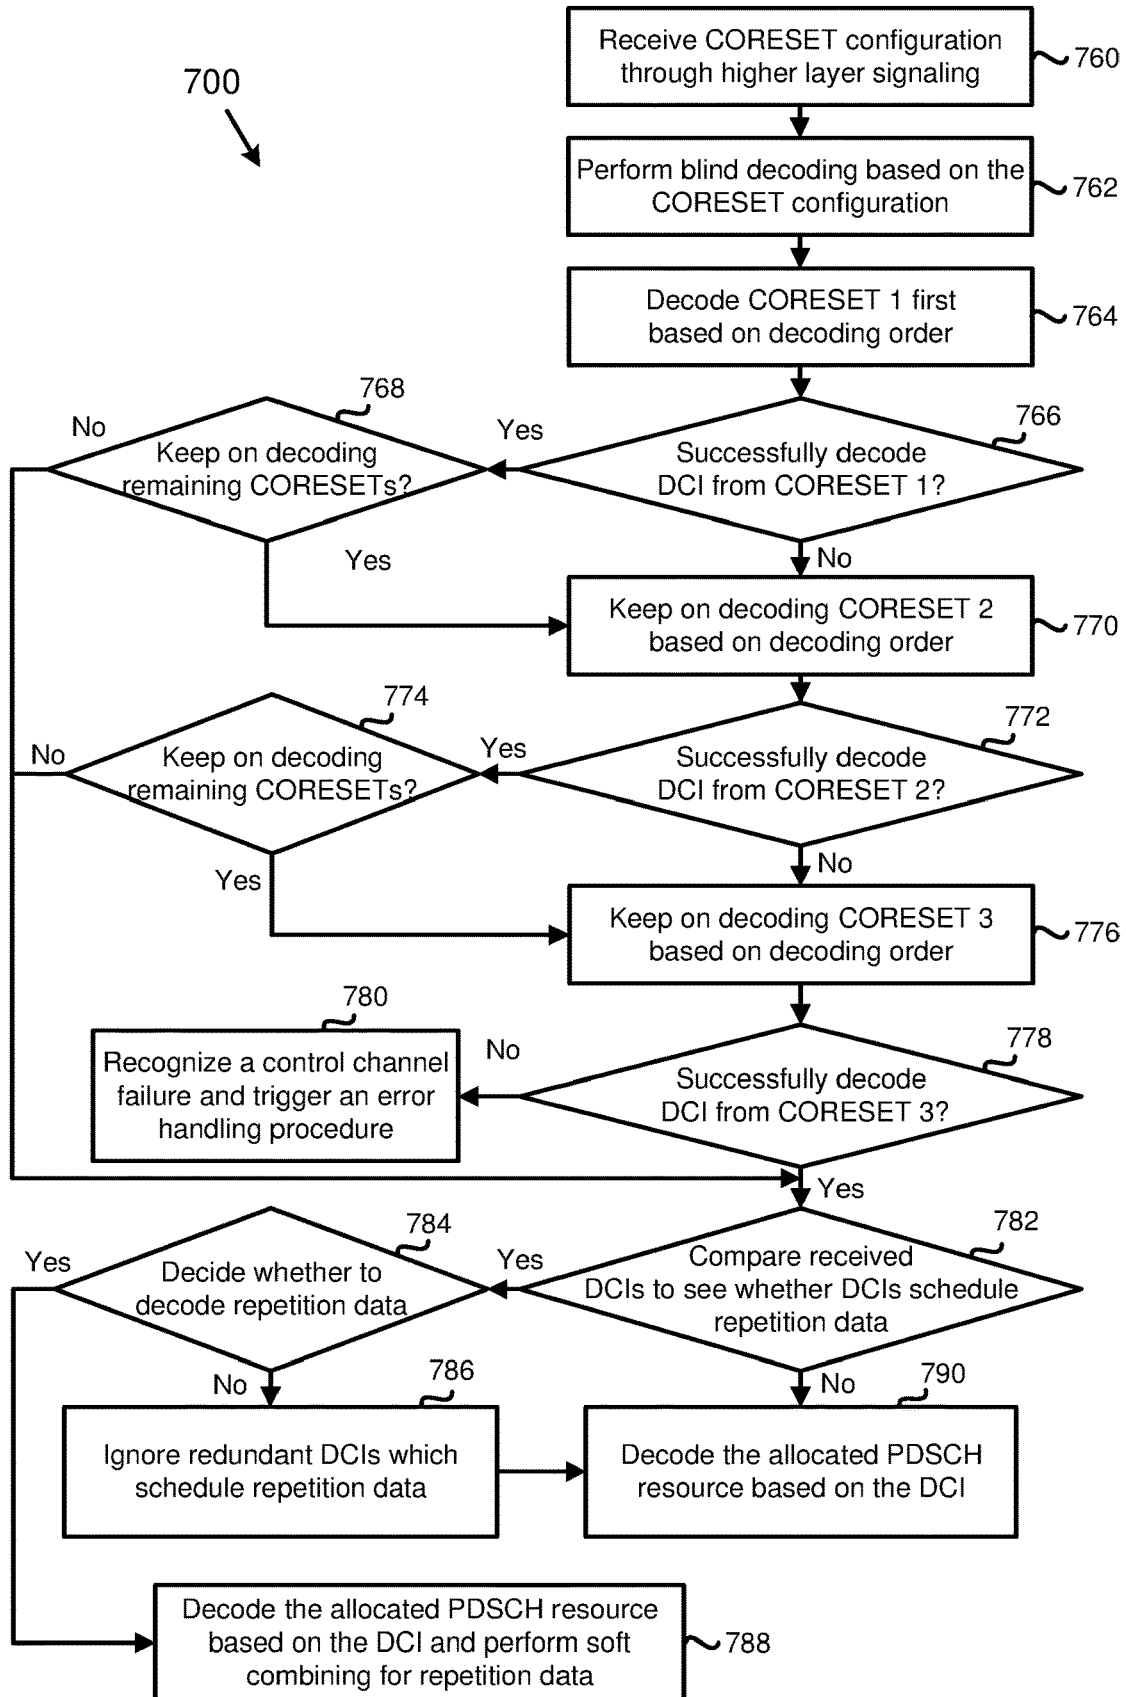 700
Receive CORESET configuration
through higher layer signaling
760
Perform blind decoding based on the
CORESET configuration
762
Decode CORESET 1 first
based on decoding order
764
768
No
Keep on decoding
remaining CORESETs?
Yes
Yes
766
Successfully decode
DCI from CORESET 1?
No
Keep on decoding CORESET 2
based on decoding order
770
774
No
Keep on decoding
remaining CORESETs?
Yes
Yes
772
Successfully decode
DCI from CORESET 2?
No
Keep on decoding CORESET 3
based on decoding order
776
780
Recognize a control channel
failure and trigger an error
handling procedure
No
778
Successfully decode
DCI from CORESET 3?
Yes
784
Yes
Decide whether to
decode repetition data
Yes
No
782
Compare received
DCIs to see whether DCIs schedule
repetition data
No
786
Ignore redundant DCIs which
schedule repetition data
790
Decode the allocated PDSCH
resource based on the DCI
Decode the allocated PDSCH resource
based on the DCI and perform soft
combining for repetition data
788